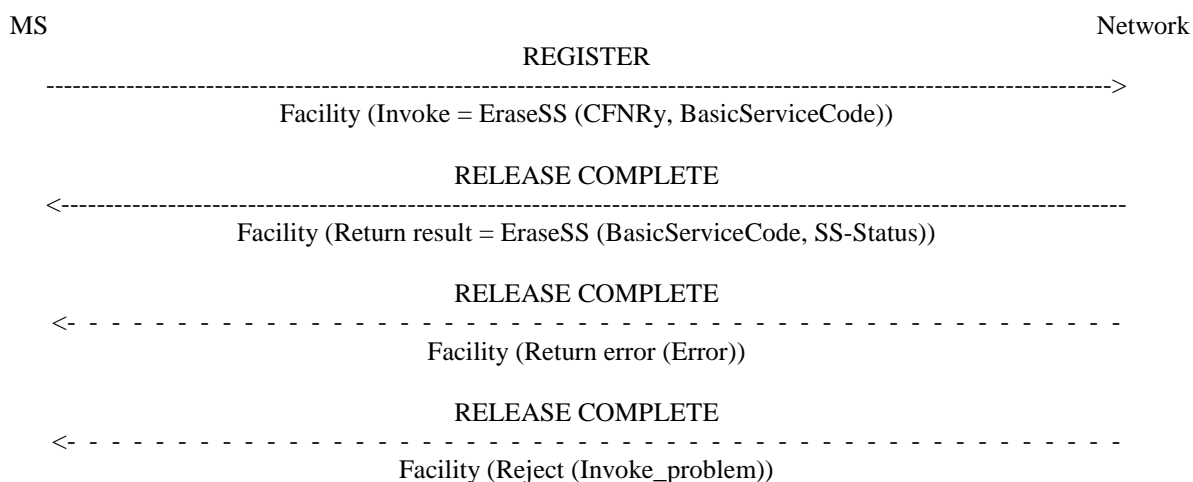 MS Network
REGISTER
------------------------------------------------------------------------------------------------------------------------>
Facility (Invoke = EraseSS (CFNRy, BasicServiceCode))
RELEASE COMPLETE
<------------------------------------------------------------------------------------------------------------------------
Facility (Return result = EraseSS (BasicServiceCode, SS-Status))
RELEASE COMPLETE
<- - - - - - - - - - - - - - - - - - - - - - - - - - - - - - - - - - - - - - - - - - - - - - - -
Facility (Return error (Error))
RELEASE COMPLETE
<- - - - - - - - - - - - - - - - - - - - - - - - - - - - - - - - - - - - - - - - - - - - - - - -
Facility (Reject (Invoke_problem))